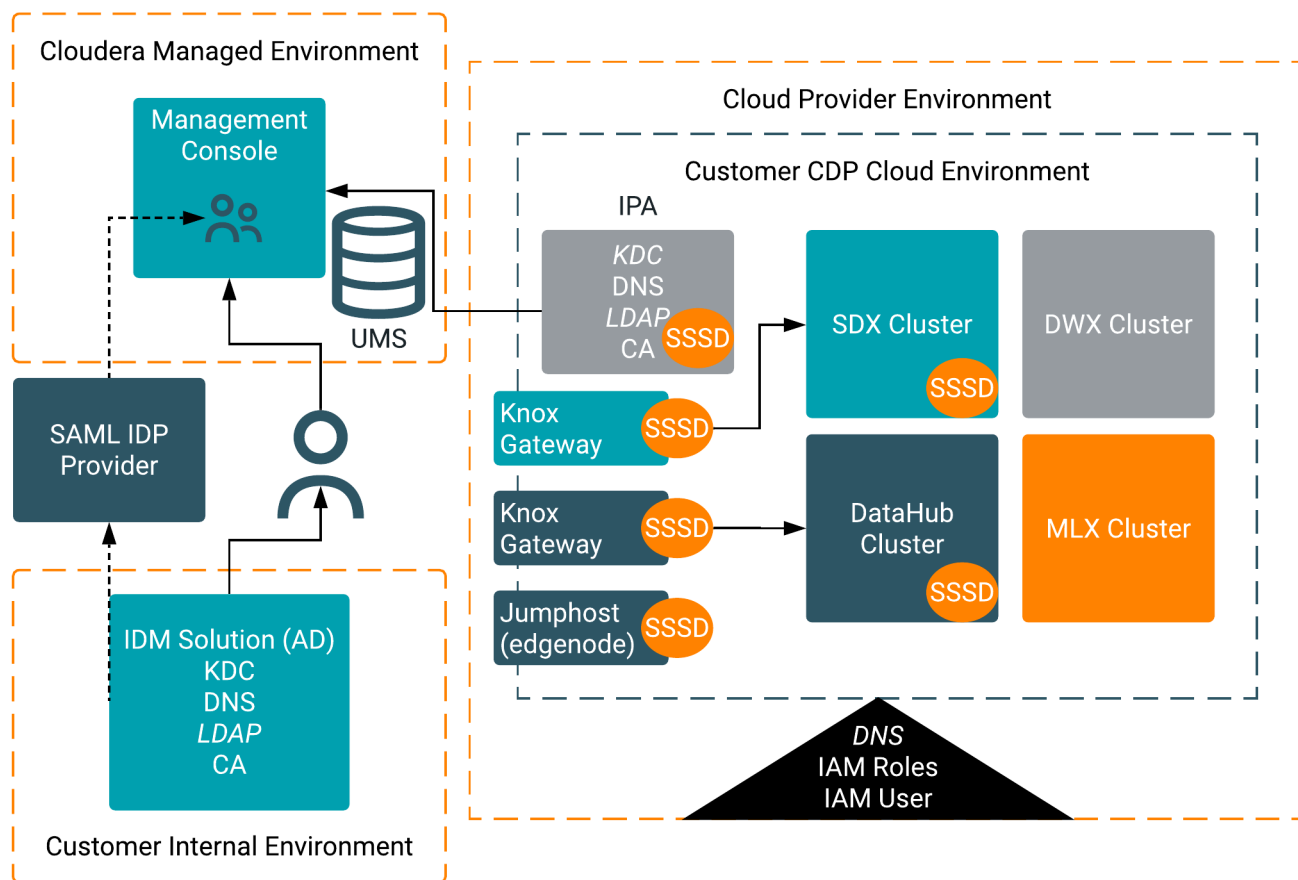 Cloudera Managed Environment
Management
Console
UMS
SAML IDP
Provider
IDM Solution (AD)
KDC
DNS
LDAP
CA
Customer Internal Environment
Cloud Provider Environment
Customer CDP Cloud Environment
IPA
KDC
DNS
LDAP
CA
SSSD
Knox
Gateway
SSSD
Knox
Gateway
SSSD
Jumphost
(edgenode)
SSSD
SDX Cluster
SSSD
DWX Cluster
DataHub
Cluster
SSSD
MLX Cluster
DNS
IAM Roles
IAM User